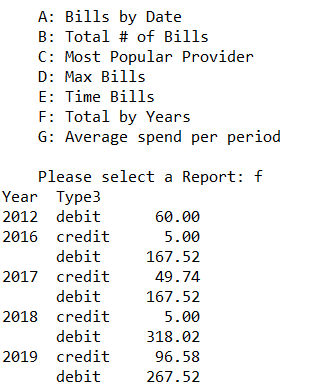 A: Bills by Date
B: Total # of Bills
C: Most Popular Provider
D: Max Bills
E: Time Bills
F: Total by Years
G: Average spend per period
Please select a Report: f
Year Type3
2012 debit 60.00
2016 credit 5.00
debit 167.52
2017 credit 49.74
debit 167.52
2018 credit 5.00
debit 318.02
2019 credit 96.58
debit 267.52